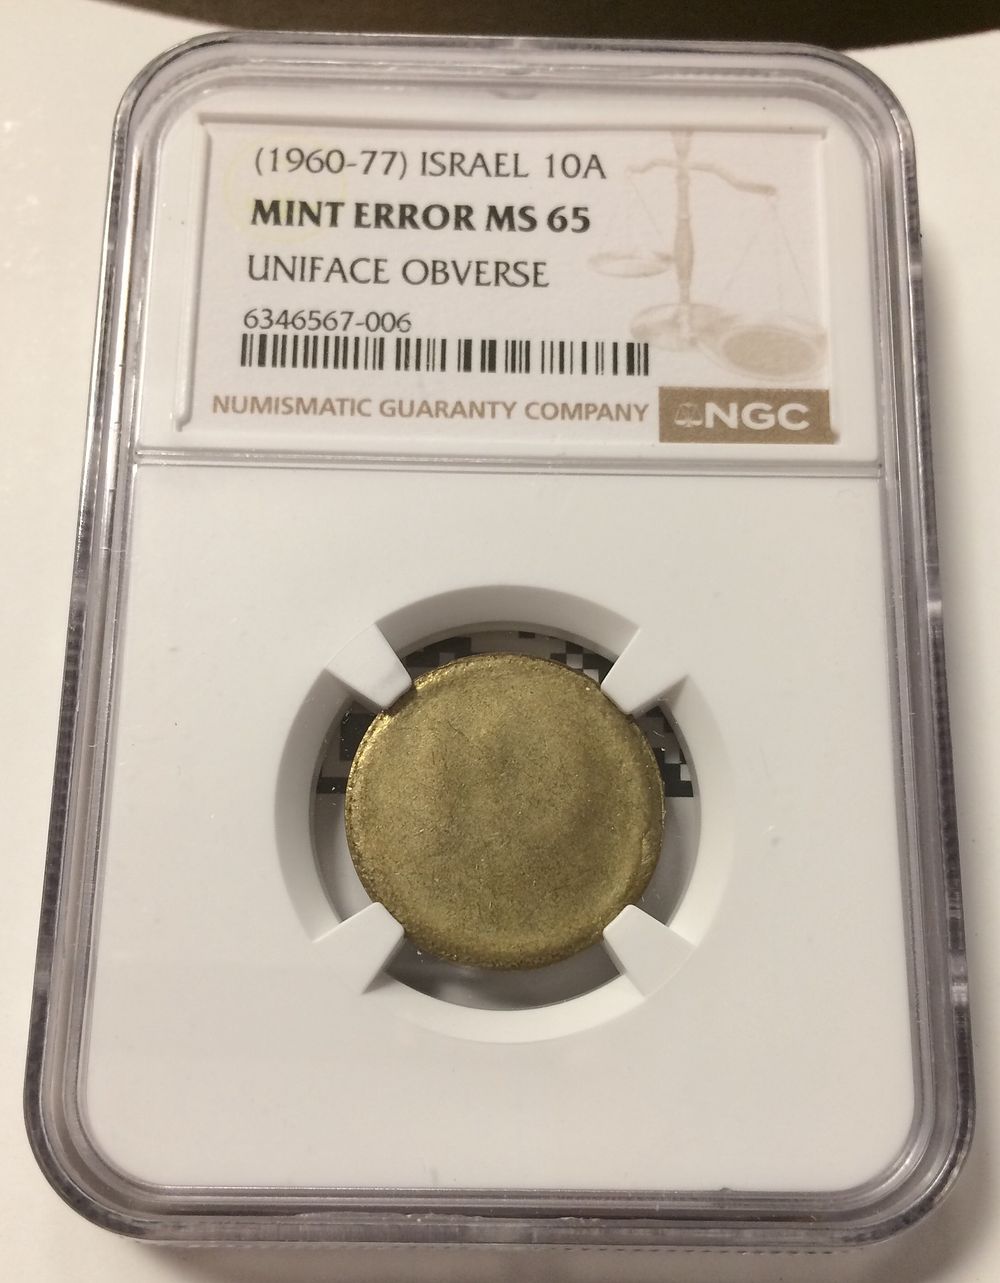 (1960-77) ISRAEL 10A
MINT ERROR MS 65
UNIFACE OBVERSE
6346567-006
NUMISMATIC GUARANTY COMPANY NGC